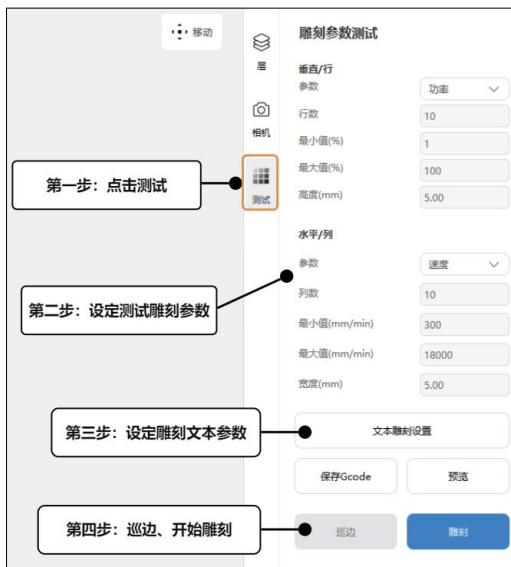 移动
雕刻参数测试
层
垂直/行
参数 功率
行数 10
相机
最小值(%) 1
最大值(%) 100
第一步：点击测试
测试
高度(mm) 5.00
水平/列
参数 速度
第二步：设定测试雕刻参数
列数 10
最小值(mm/min) 300
最大值(mm/min) 18000
宽度(mm) 5.00
第三步：设定雕刻文本参数
文本雕刻设置
保存Gcode 预览
第四步：巡边、开始雕刻
巡边 雕刻